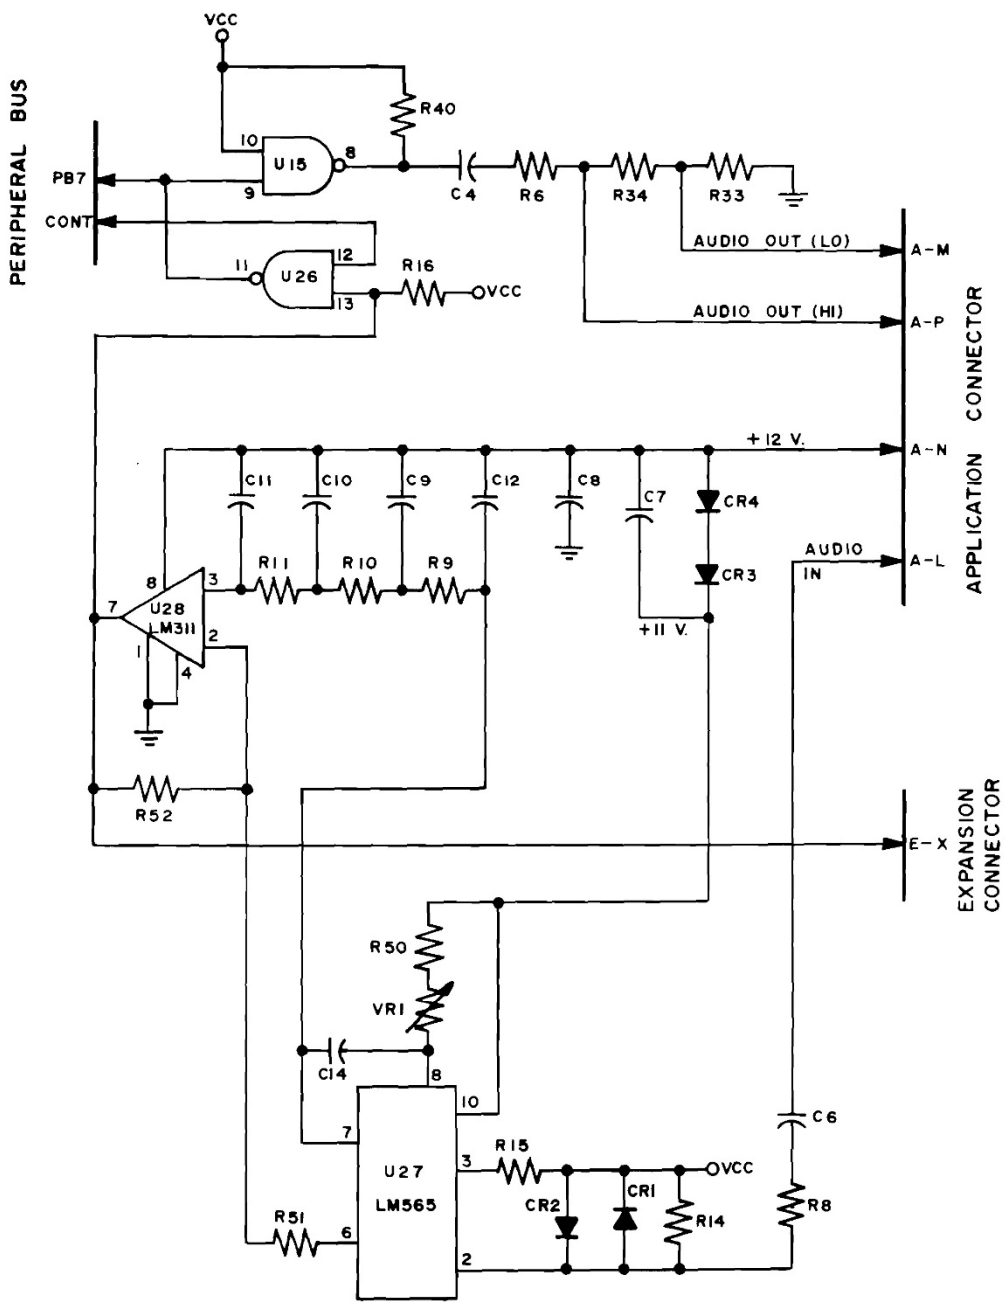 VCC
PERIPHERAL BUS
R40
10
U15
8
9
PB7
C4
R6
R34
R33
CONT
AUDIO OUT (LO)
A-M
11
U26
12
13
R16
VCC
AUDIO OUT (HI)
A-P
APPLICATION CONNECTOR
+12 V.
A-N
C11
C10
C9
C12
C8
C7
CR4
CR3
AUDIO
IN
A-L
R11
R10
R9
8
3
7
U28
LM311
1
4
2
+11 V.
R52
E-X
EXPANSION
CONNECTOR
R50
VR1
C14
8
10
7
U27
LM565
3
R15
VCC
CR2
CR1
R14
C6
R8
R51
6
2